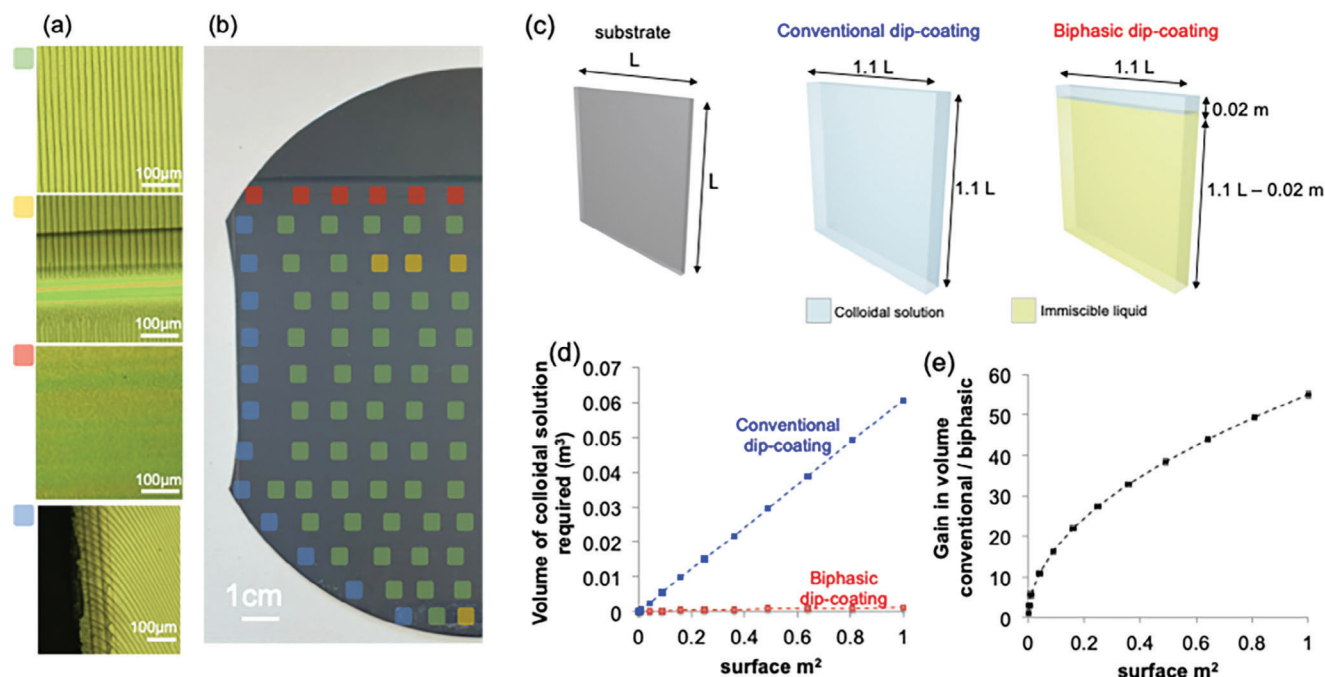 (a)
100µm
100µm
100µm
100µm
(b)
1cm
(c)
substrate
L
L
Conventional dip-coating
1.1 L
1.1 L
Biphasic dip-coating
1.1 L
0.02 m
1.1 L – 0.02 m
Colloidal solution
Immiscible liquid
(d)
Volume of colloidal solution
required (m³)
0.07
0.06
0.05
0.04
0.03
0.02
0.01
0
Conventional
dip-coating
Biphasic
dip-coating
0 0.2 0.4 0.6 0.8 1
surface m²
(e)
Gain in volume
conventional / biphasic
60
50
40
30
20
10
0
0 0.2 0.4 0.6 0.8 1
surface m²